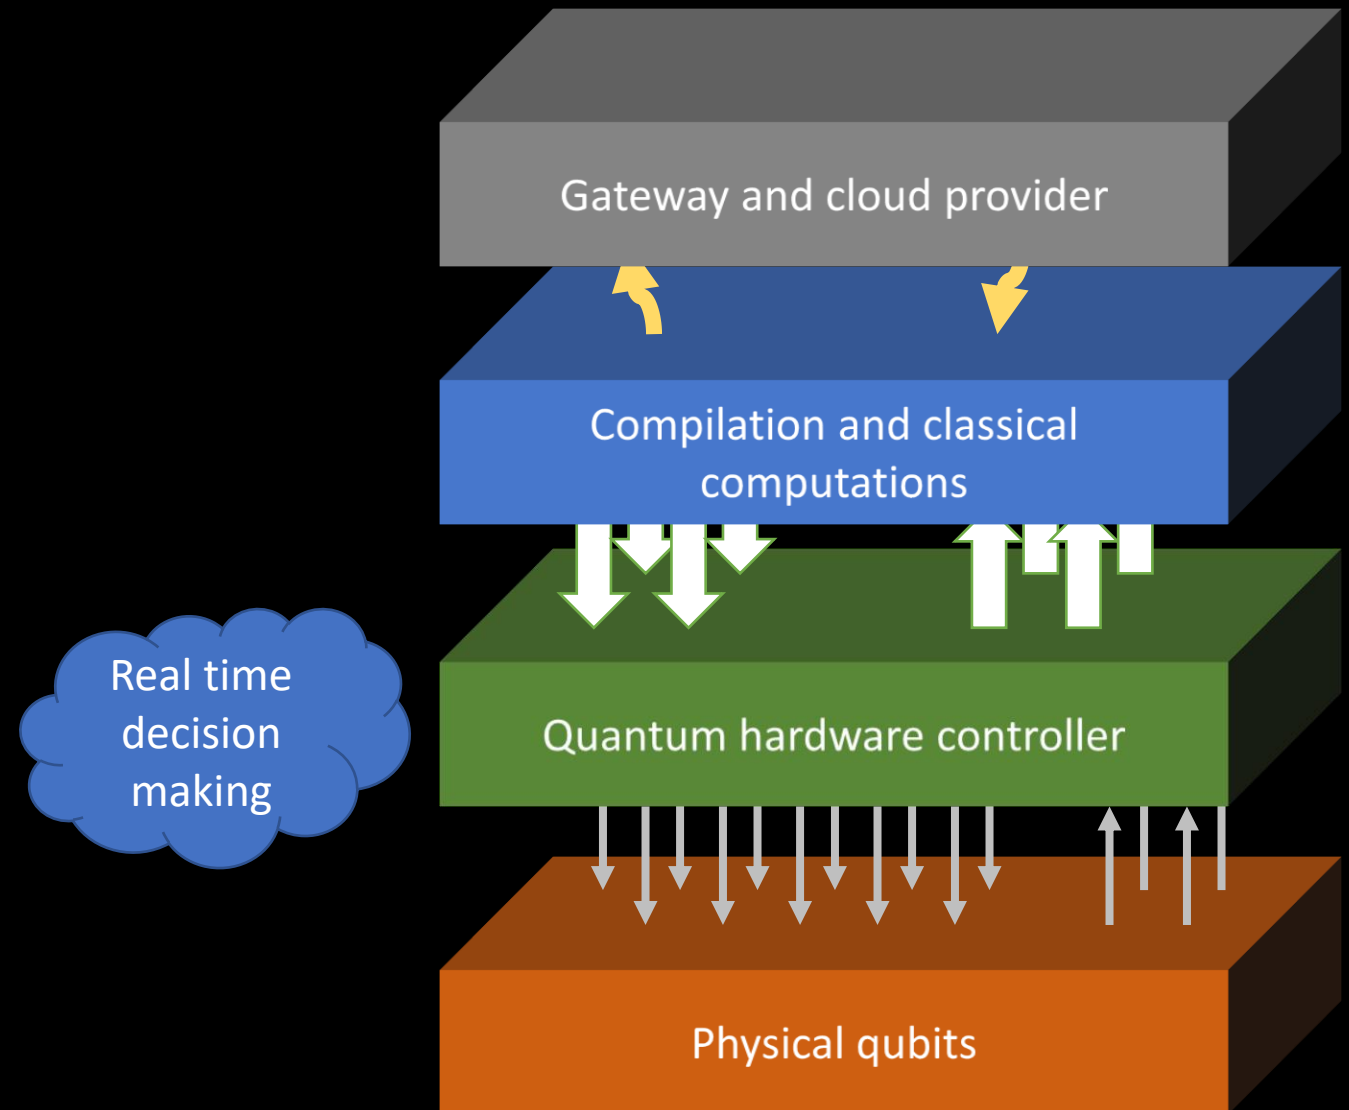 Gateway and cloud provider
Compilation and classical
computations
Real time
decision
making
Quantum hardware controller
Physical qubits